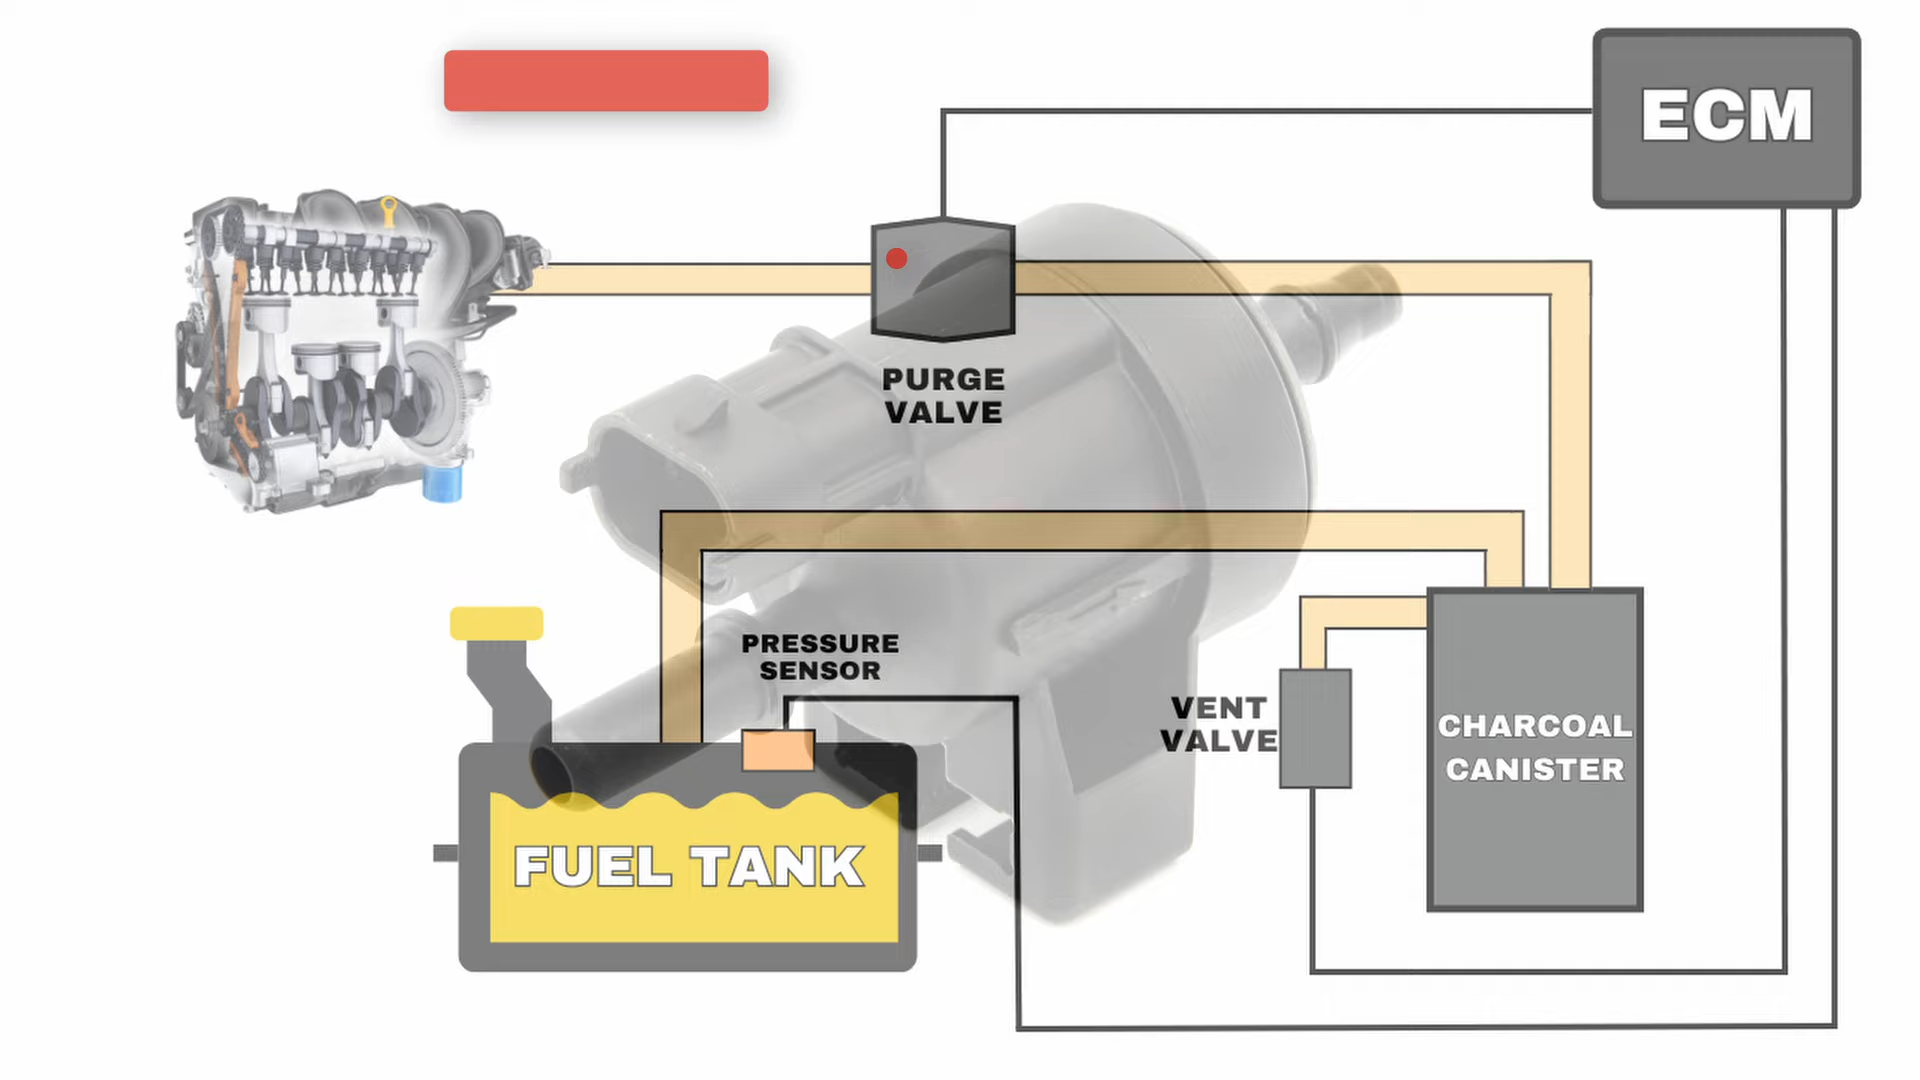 ECM
PURGE
VALVE
PRESSURE
SENSOR
VENT
VALVE
CHARCOAL
CANISTER
FUEL TANK